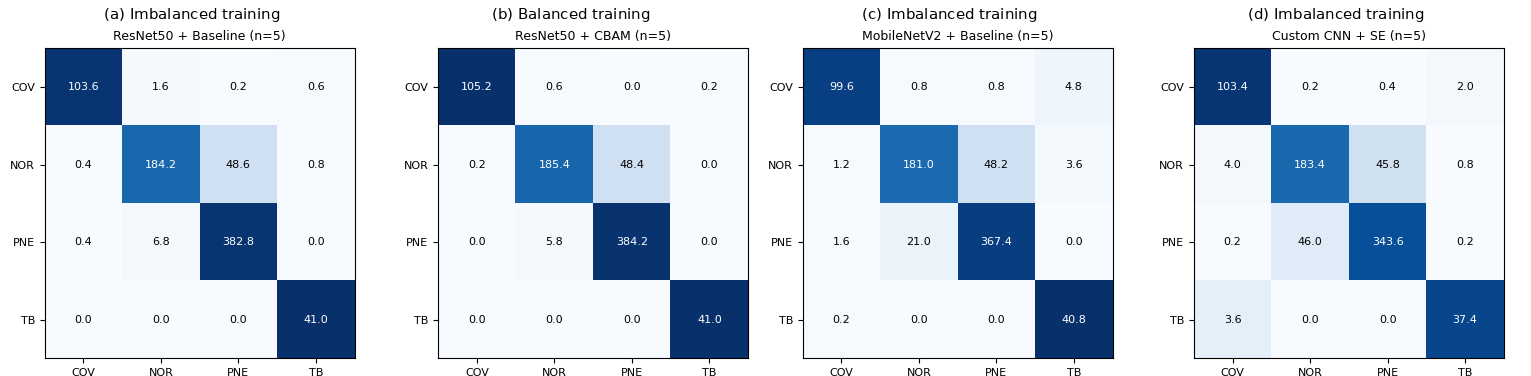 (a) Imbalanced training
ResNet50 + Baseline (n=5)
COV 103.6 1.6 0.2 0.6
NOR 0.4 184.2 48.6 0.8
PNE 0.4 6.8 382.8 0.0
TB 0.0 0.0 0.0 41.0
COV NOR PNE TB
(b) Balanced training
ResNet50 + CBAM (n=5)
COV 105.2 0.6 0.0 0.2
NOR 0.2 185.4 48.4 0.0
PNE 0.0 5.8 384.2 0.0
TB 0.0 0.0 0.0 41.0
COV NOR PNE TB
(c) Imbalanced training
MobileNetV2 + Baseline (n=5)
COV 99.6 0.8 0.8 4.8
NOR 1.2 181.0 48.2 3.6
PNE 1.6 21.0 367.4 0.0
TB 0.2 0.0 0.0 40.8
COV NOR PNE TB
(d) Imbalanced training
Custom CNN + SE (n=5)
COV 103.4 0.2 0.4 2.0
NOR 4.0 183.4 45.8 0.8
PNE 0.2 46.0 343.6 0.2
TB 3.6 0.0 0.0 37.4
COV NOR PNE TB